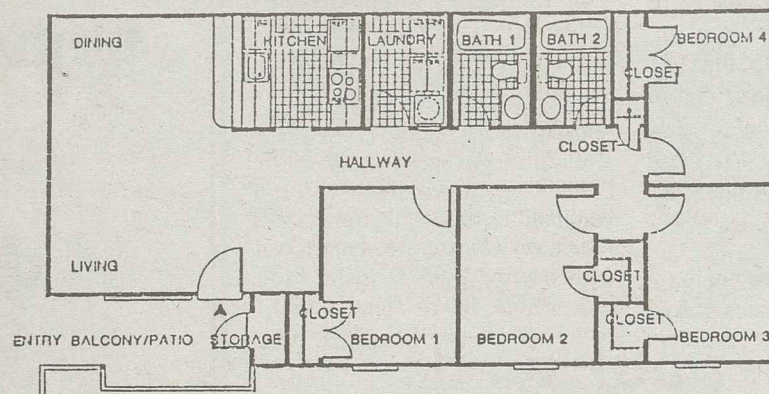 DINING
KITCHEN
LAUNDRY
BATH 1
BATH 2
BEDROOM 4
CLOSET
CLOSET
HALLWAY
LIVING
CLOSET
CLOSET
CLOSET
ENTRY BALCONY/PATIO
STORAGE
BEDROOM 1
BEDROOM 2
BEDROOM 3